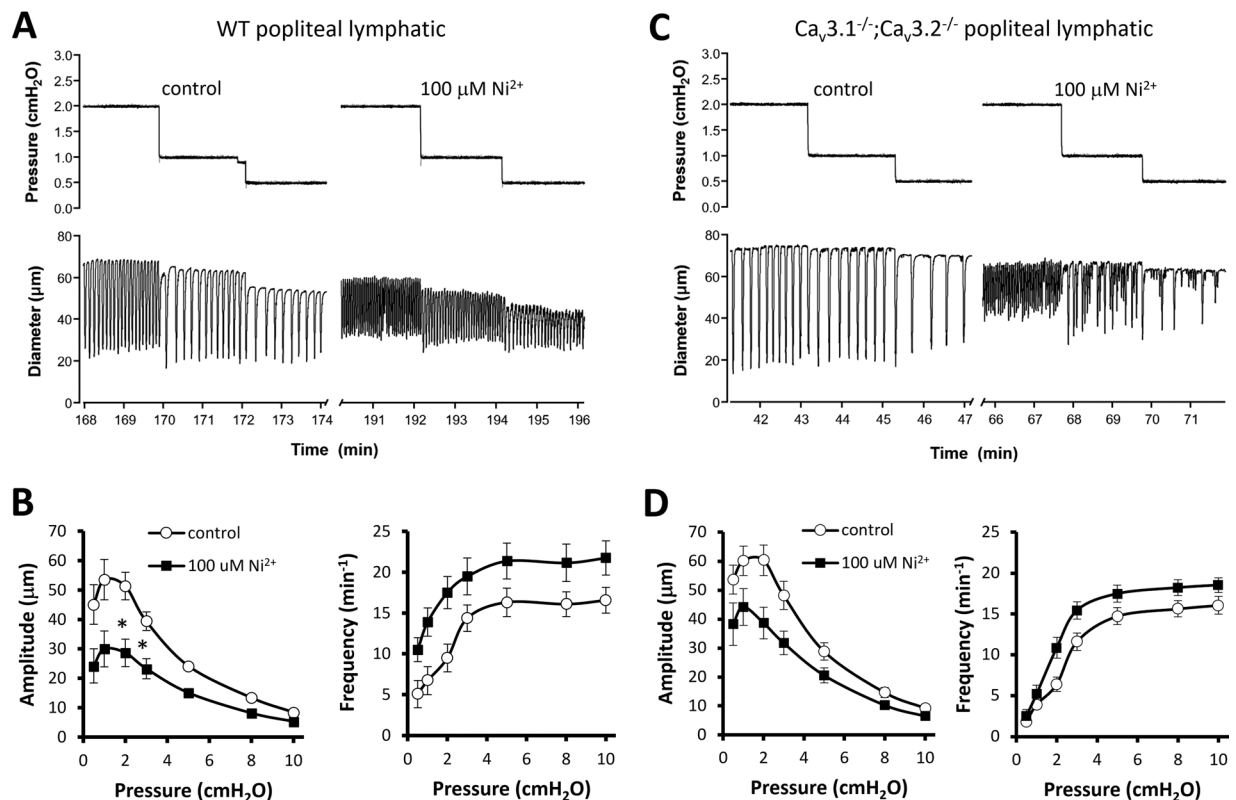 A
WT popliteal lymphatic
Pressure (cmH₂O)
3.0
2.5
2.0
1.5
1.0
0.5
0.0
control
100 μM Ni²⁺
Diameter (μm)
80
60
40
20
0
168 169 170 171 172 173 174 191 192 193 194 195 196
Time (min)
C
Caᵥ3.1⁻/⁻;Caᵥ3.2⁻/⁻ popliteal lymphatic
Pressure (cmH₂O)
3.0
2.5
2.0
1.5
1.0
0.5
0.0
control
100 μM Ni²⁺
Diameter (μm)
80
60
40
20
0
42 43 44 45 46 47 66 67 68 69 70 71
Time (min)
B
Amplitude (μm)
70
60
50
40
30
20
10
0
control
100 uM Ni²⁺
*
*
0 2 4 6 8 10
Pressure (cmH₂O)
Frequency (min⁻¹)
25
20
15
10
5
0
0 2 4 6 8 10
Pressure (cmH₂O)
D
Amplitude (μm)
70
60
50
40
30
20
10
0
control
100 uM Ni²⁺
0 2 4 6 8 10
Pressure (cmH₂O)
Frequency (min⁻¹)
25
20
15
10
5
0
0 2 4 6 8 10
Pressure (cmH₂O)